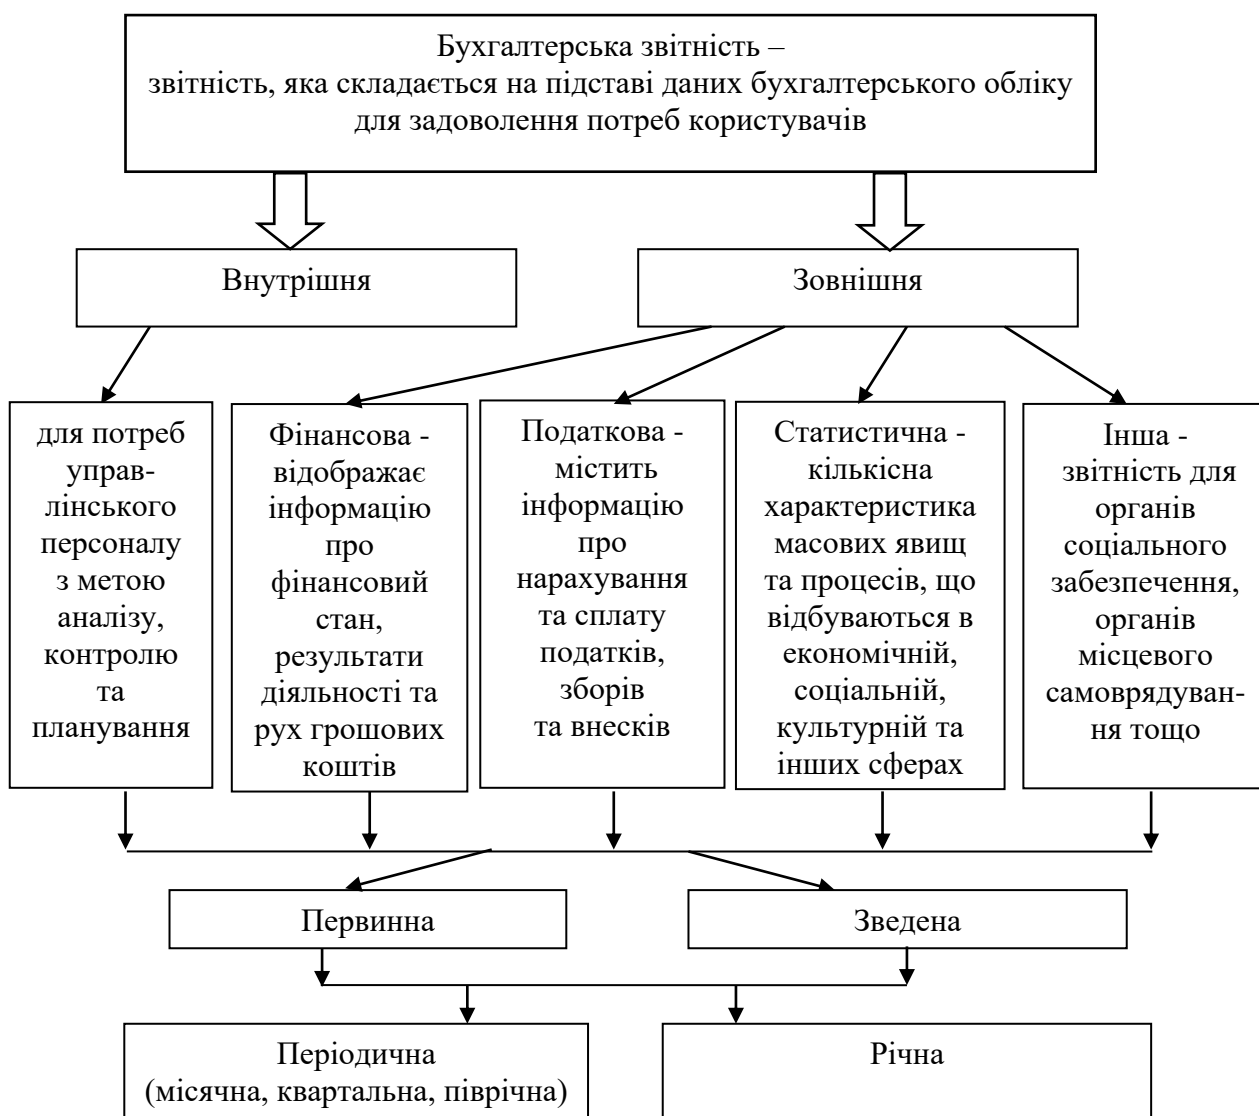 Бухгалтерська звітність –
звітність, яка складається на підставі даних бухгалтерського обліку
для задоволення потреб користувачів
Внутрішня
Зовнішня
для потреб
управ-
лінського
персоналу
з метою
аналізу,
контролю
та
планування
Фінансова -
відображає
інформацію
про
фінансовий
стан,
результати
діяльності та
рух грошових
коштів
Податкова -
містить
інформацію
про
нарахування
та сплату
податків,
зборів
та внесків
Статистична -
кількісна
характеристика
масових явищ
та процесів, що
відбуваються в
економічній,
соціальній,
культурній та
інших сферах
Інша -
звітність для
органів
соціального
забезпечення,
органів
місцевого
самоврядуван-
ня тощо
Первинна
Зведена
Періодична
(місячна, квартальна, піврічна)
Річна